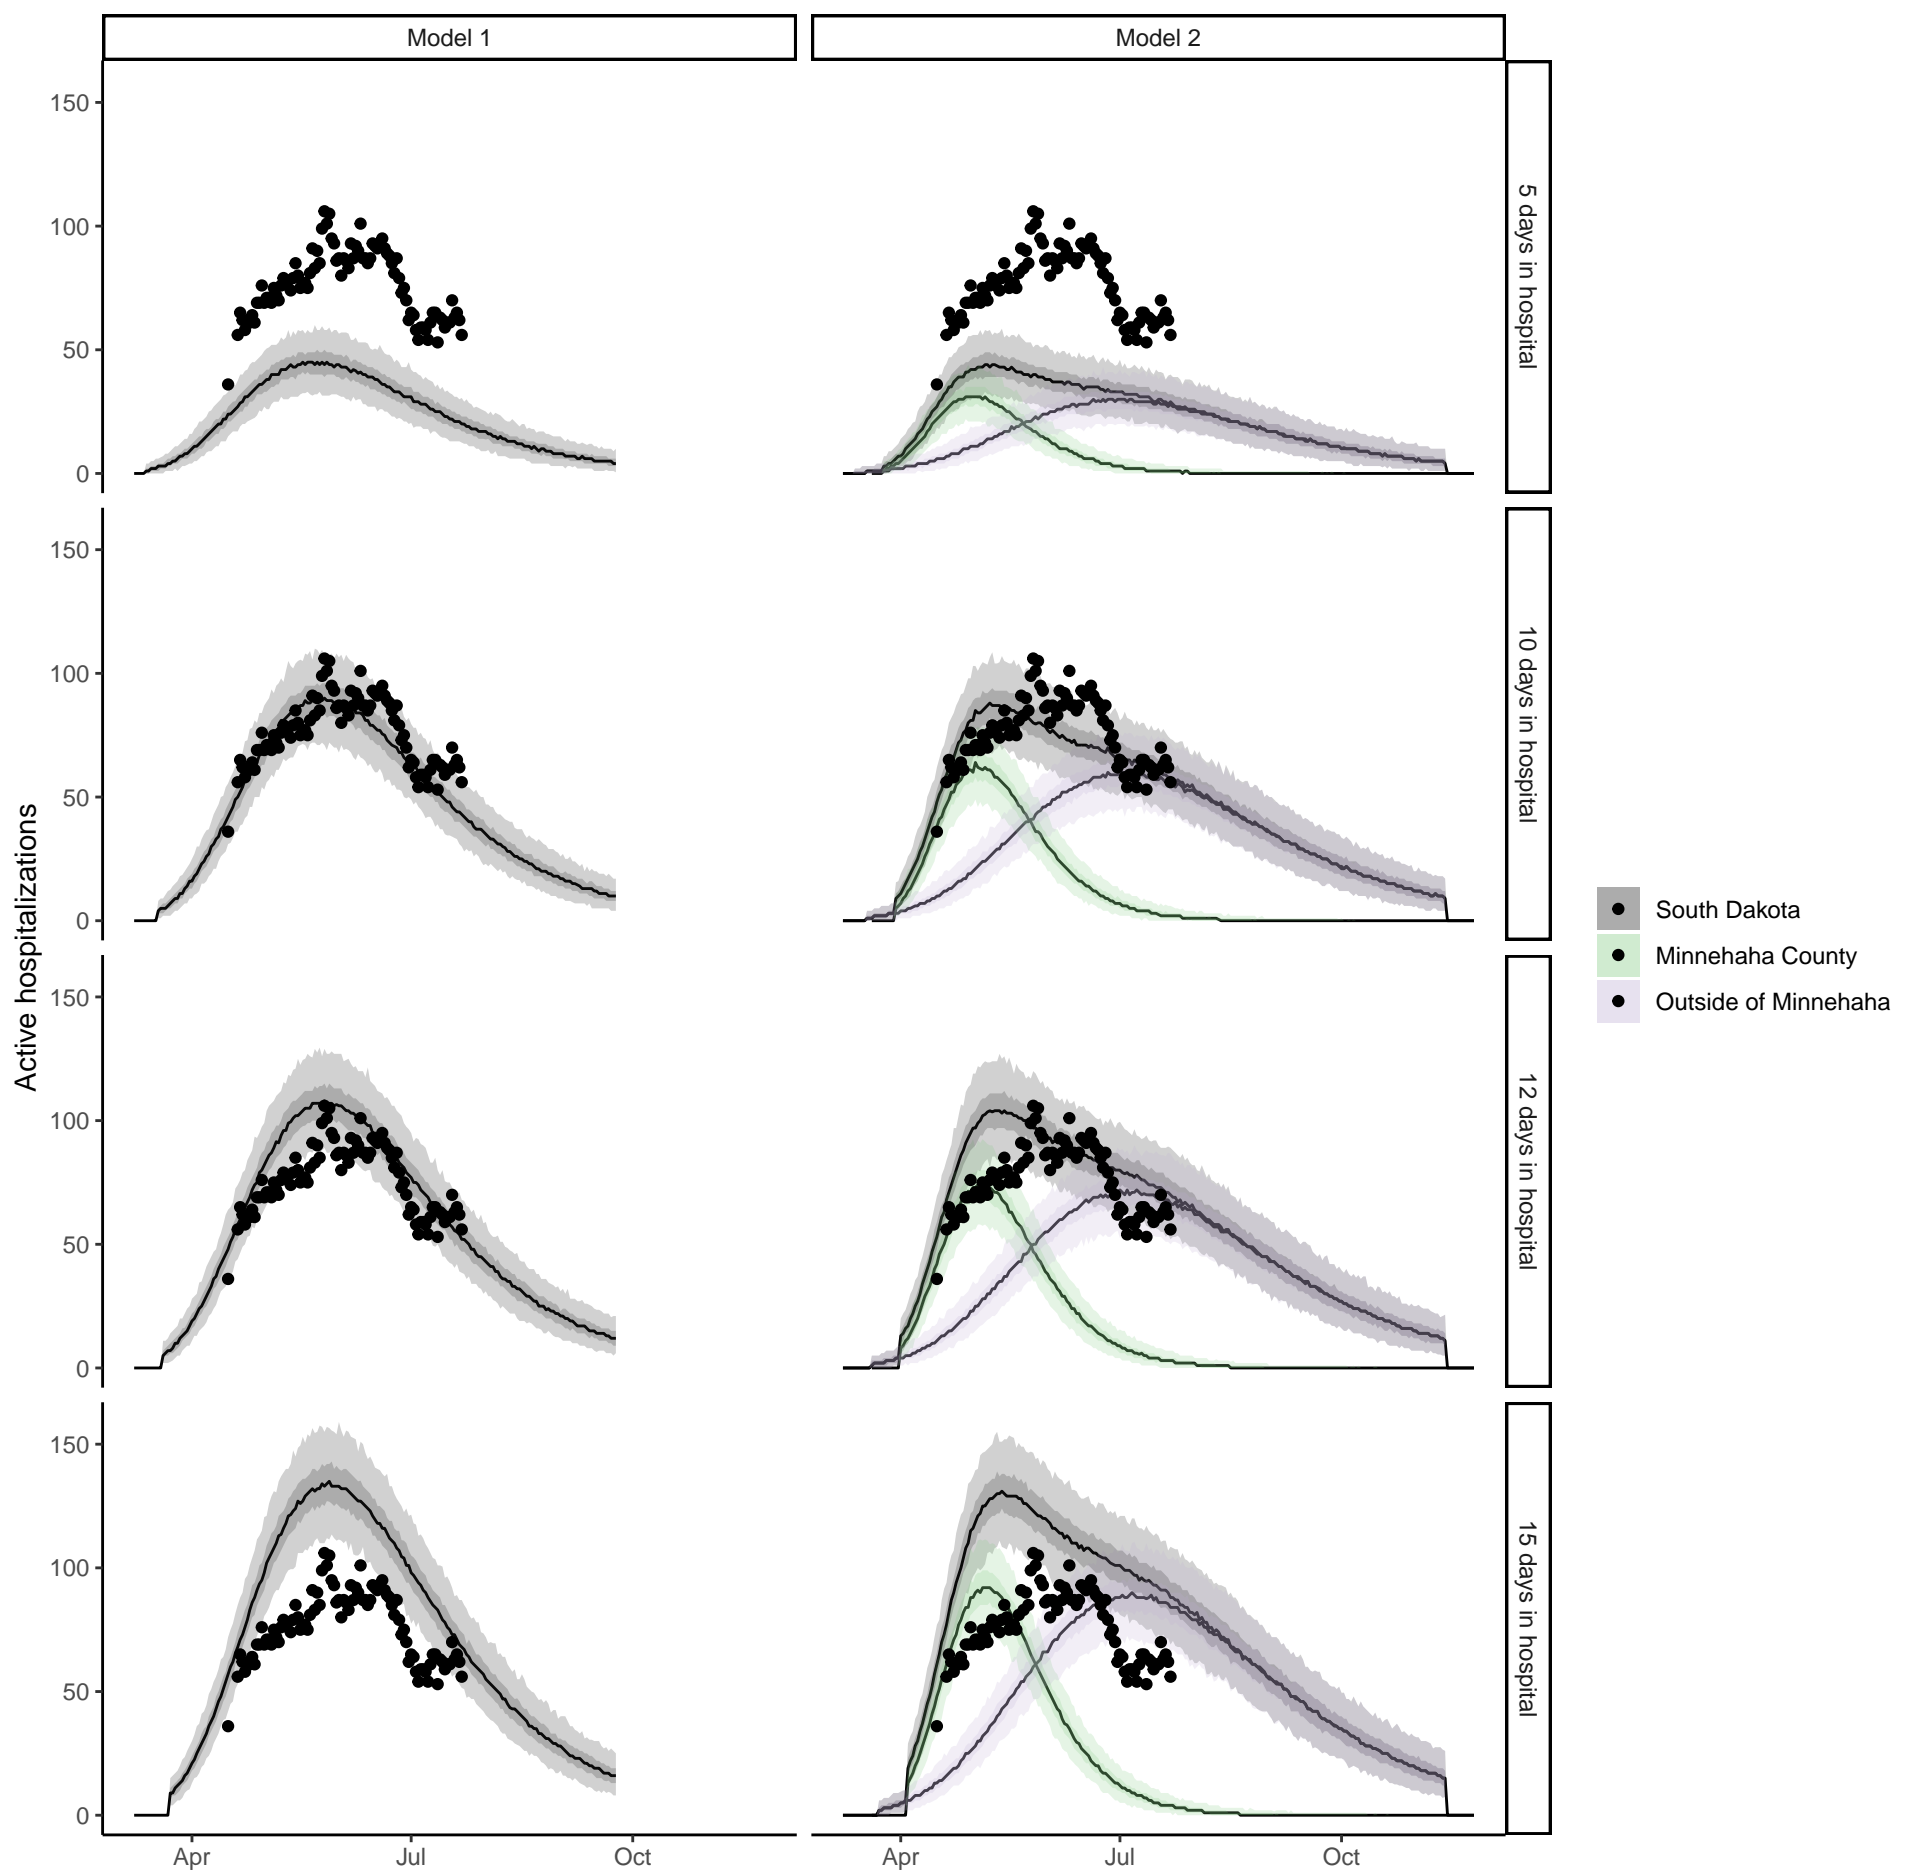 Model 1
Model 2
150
100
50
0
5 days in hospital
150
100
50
0
10 days in hospital
Active hospitalizations
South Dakota
Minnehaha County
Outside of Minnehaha
150
100
50
0
12 days in hospital
150
100
50
0
15 days in hospital
Apr
Jul
Oct
Apr
Jul
Oct